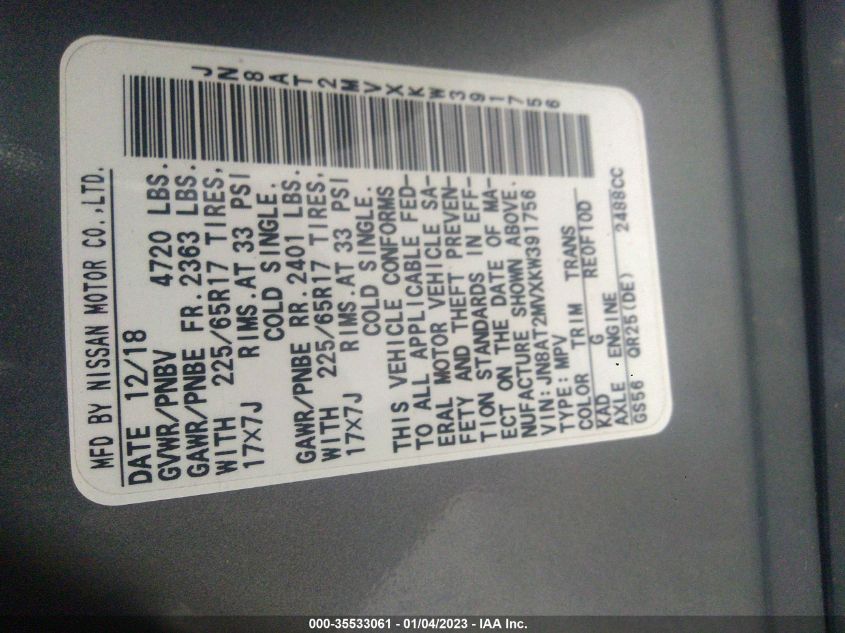 MFD BY NISSAN MOTOR CO.,LTD.
DATE 12/18
GVWR/PNBV 4720 LBS.
GAWR/PNBE FR.2363 LBS.
WITH 225/65R17 TIRES,
17X7J RIMS.AT 33 PSI
COLD SINGLE.
GAWR/PNBE RR.2401 LBS.
WITH 225/65R17 TIRES,
17X7J RIMS.AT 33 PSI
COLD SINGLE.
THIS VEHICLE CONFORMS
TO ALL APPLICABLE FED-
ERAL MOTOR VEHICLE SA-
FETY AND THEFT PREVEN-
TION STANDARDS IN EFF-
ECT ON THE DATE OF MA-
NUFACTURE SHOWN ABOVE.
VIN:JN8AT2MVXKW391756
TYPE:MPV
COLOR TRIM TRANS
KAD G RE0F10D
AXLE ENGINE
GS56 QR25(DE) 2488CC
JN8AT2MVXKW391756
000-35533061 - 01/04/2023 - IAA Inc.